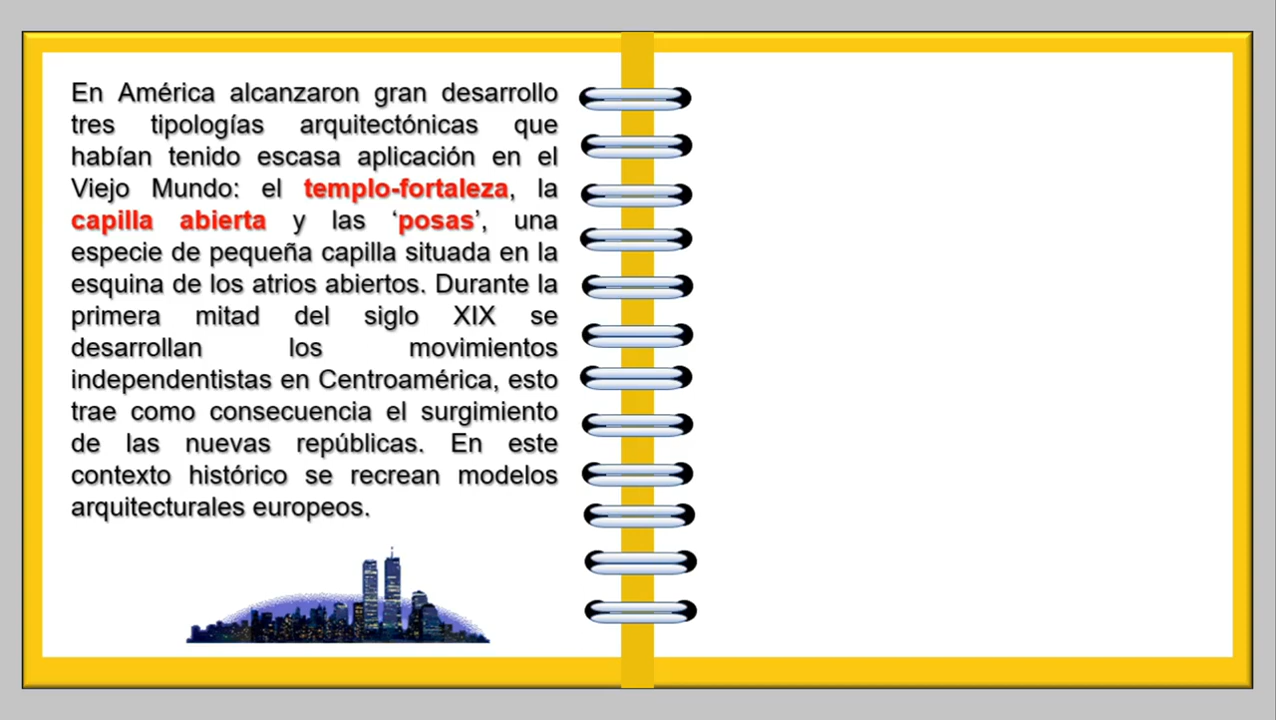 En América alcanzaron gran desarrollo
tres tipologías arquitectónicas que
habían tenido escasa aplicación en el
Viejo Mundo: el templo-fortaleza, la
capilla abierta y las ‘posas’, una
especie de pequeña capilla situada en la
esquina de los atrios abiertos. Durante la
primera mitad del siglo XIX se
desarrollan los movimientos
independentistas en Centroamérica, esto
trae como consecuencia el surgimiento
de las nuevas repúblicas. En este
contexto histórico se recrean modelos
arquitecturales europeos.